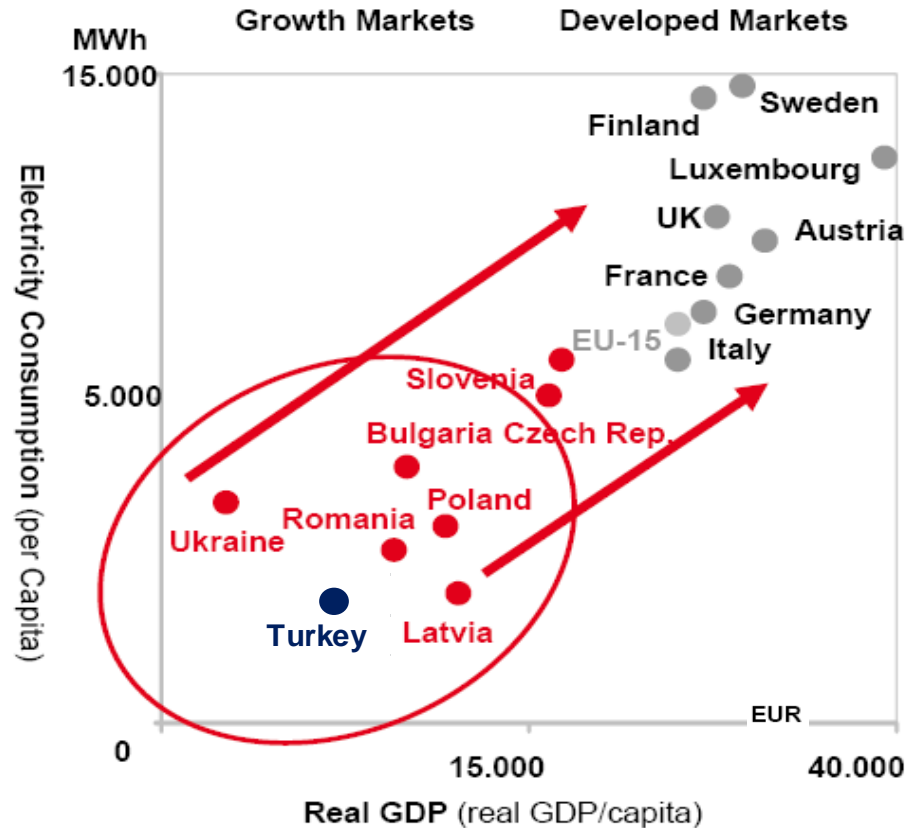 Growth Markets
Developed Markets
MWh
15.000
Sweden
Finland
Luxembourg
UK
Austria
France
Germany
EU-15
Italy
Slovenia
5.000
Bulgaria Czech Rep.
Poland
Romania
Ukraine
Turkey
Latvia
EUR
0
15.000
40.000
Real GDP (real GDP/capita)
Electricity Consumption (per Capita)